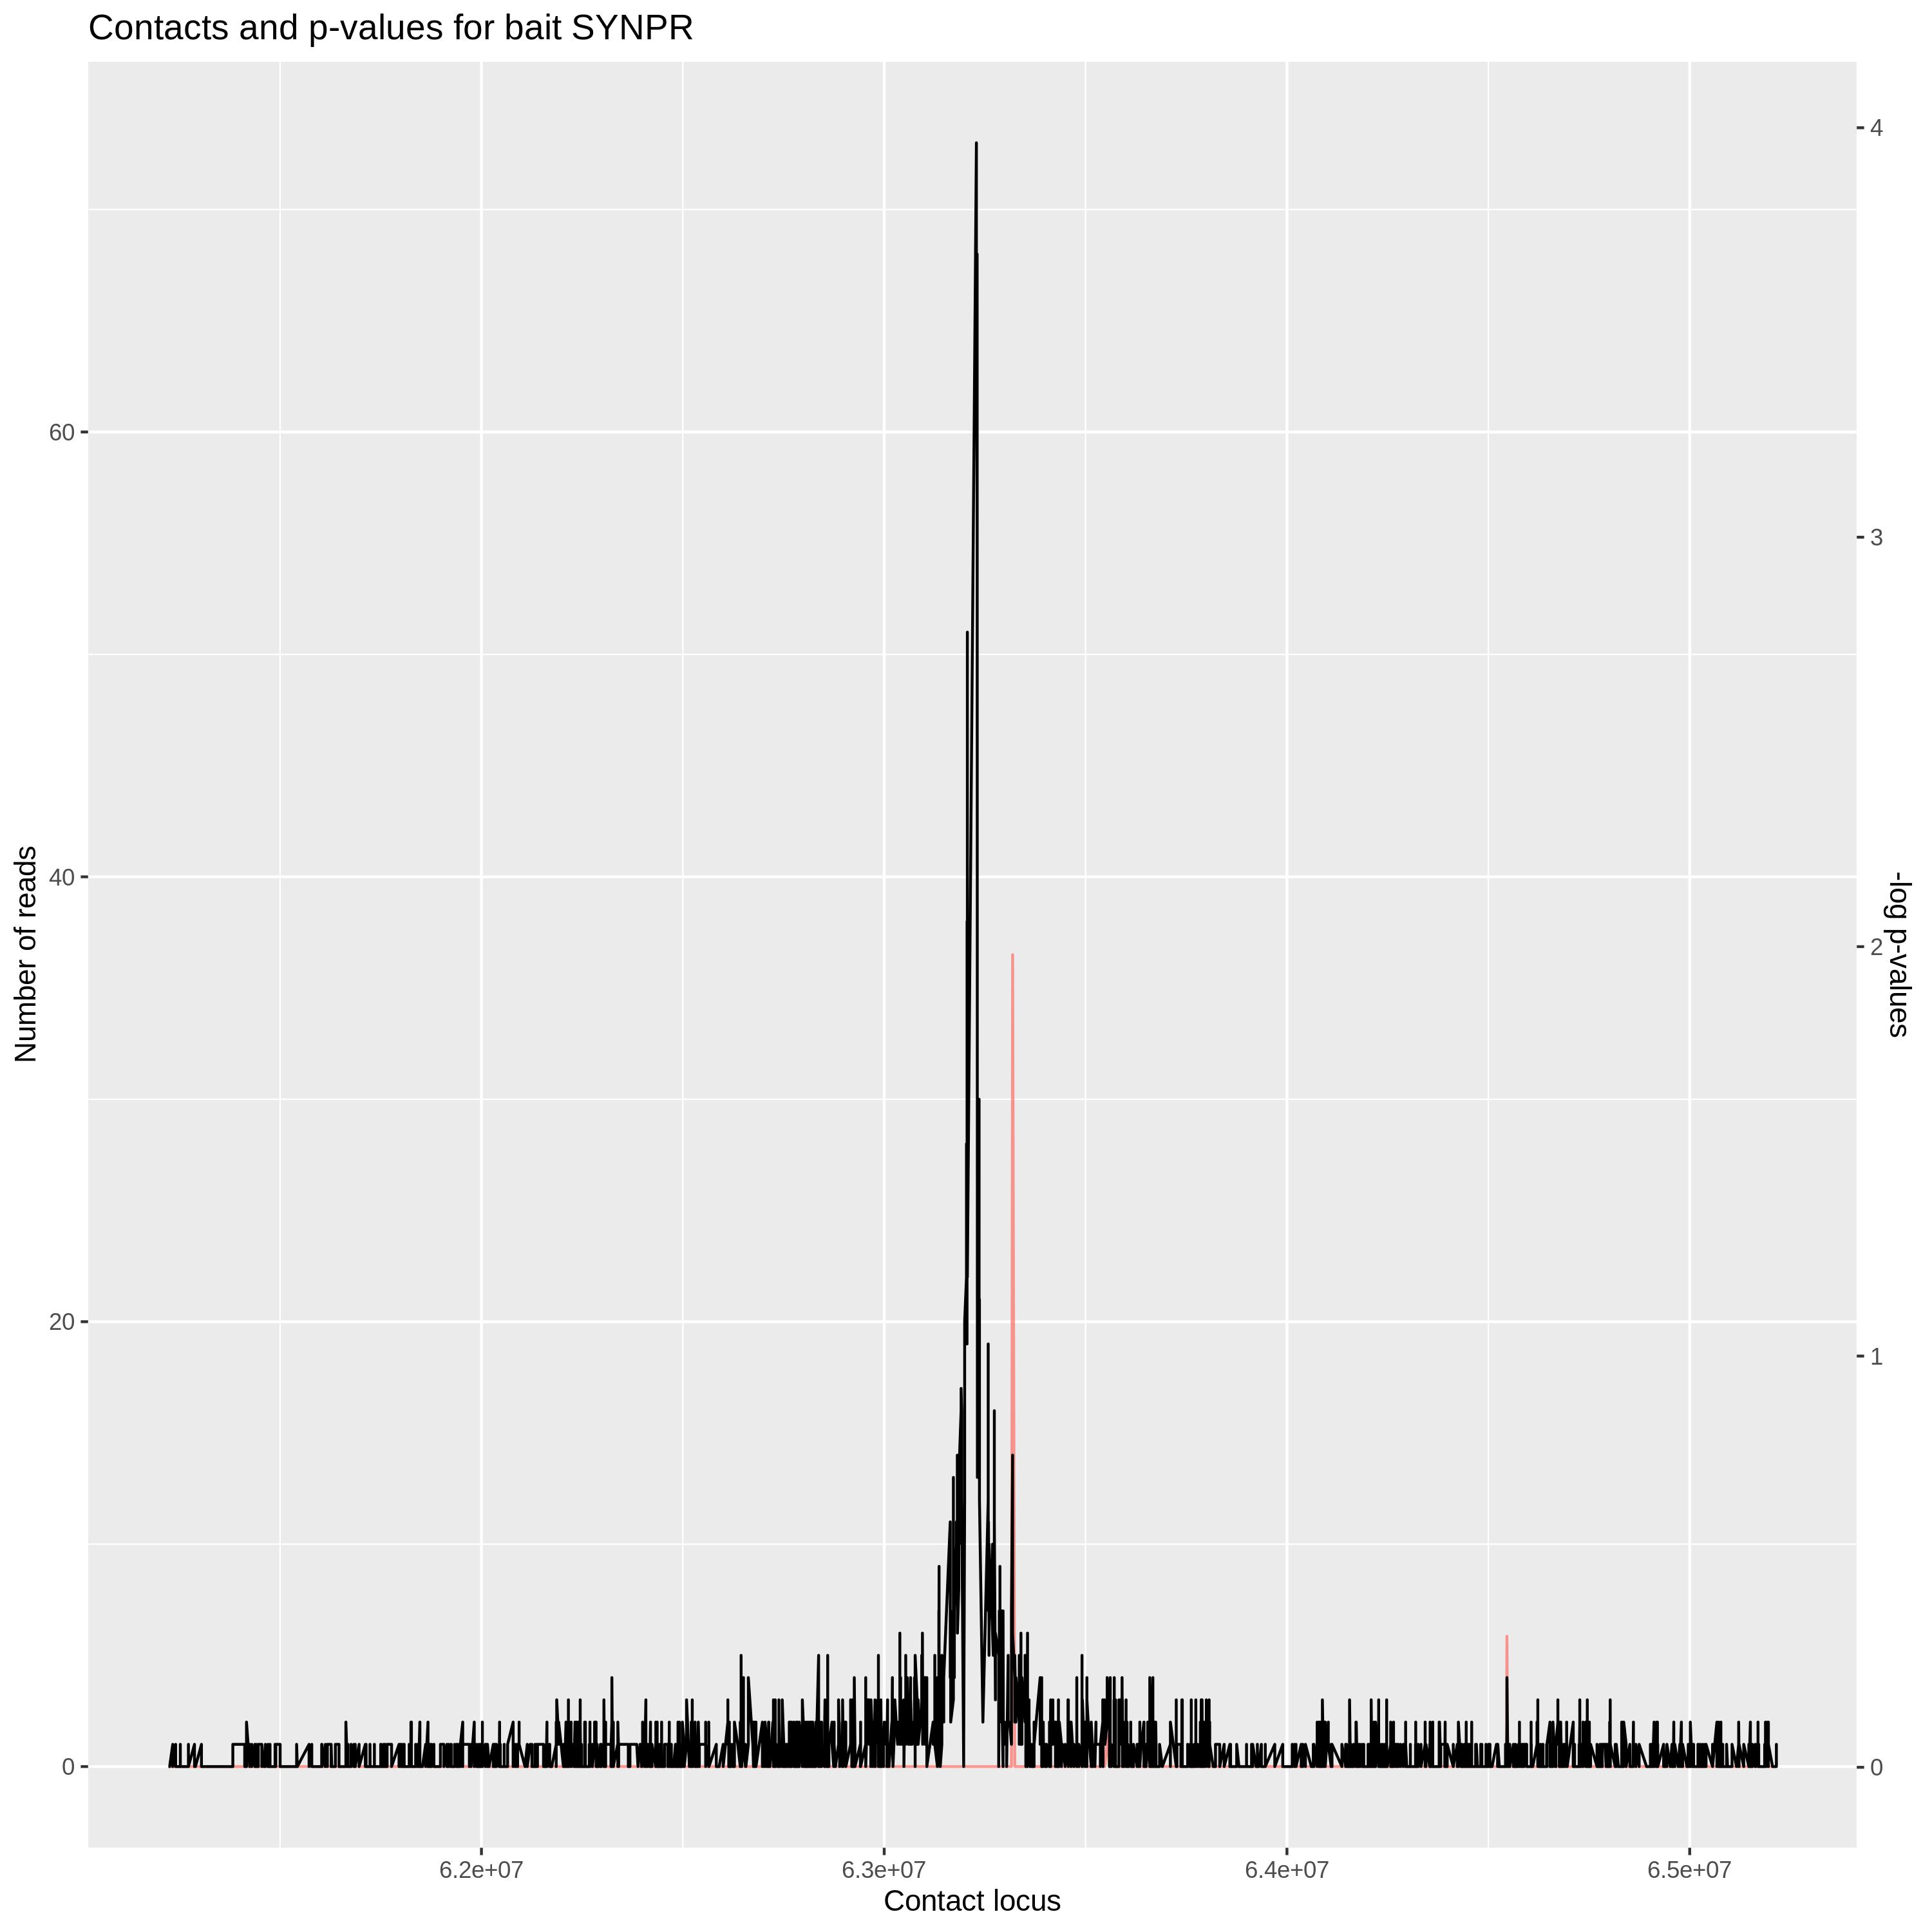 Contacts and p-values for bait SYNPR
4
3
2
1
0
60
40
20
0
Number of reads
-log p-values
6.2e+07
6.3e+07
6.4e+07
6.5e+07
Contact locus